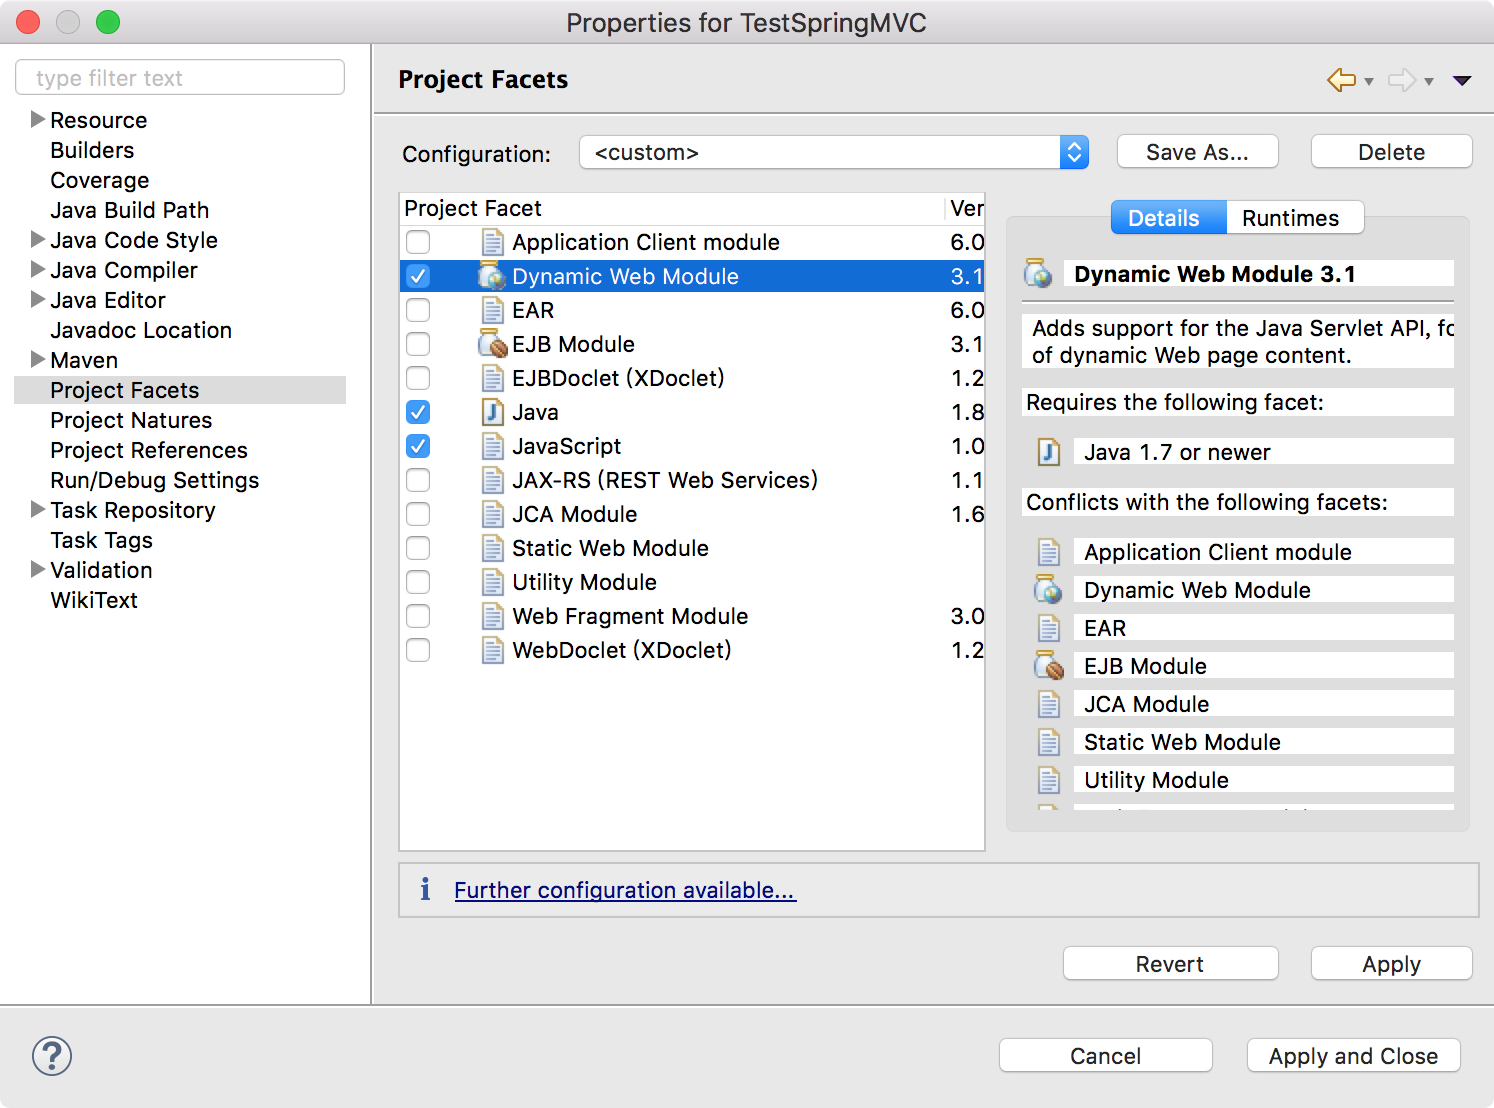 Properties for TestSpringMVC
type filter text
Resource
Builders
Coverage
Java Build Path
Java Code Style
Java Compiler
Java Editor
Javadoc Location
Maven
Project Facets
Project Natures
Project References
Run/Debug Settings
Task Repository
Task Tags
Validation
WikiText
Project Facets
Configuration: <custom> Save As... Delete
Project Facet Ver
Application Client module 6.0
Dynamic Web Module 3.1
EAR 6.0
EJB Module 3.1
EJBDoclet (XDoclet) 1.2
Java 1.8
JavaScript 1.0
JAX-RS (REST Web Services) 1.1
JCA Module 1.6
Static Web Module
Utility Module
Web Fragment Module 3.0
WebDoclet (XDoclet) 1.2
Details Runtimes
Dynamic Web Module 3.1
Adds support for the Java Servlet API, fo
of dynamic Web page content.
Requires the following facet:
Java 1.7 or newer
Conflicts with the following facets:
Application Client module
Dynamic Web Module
EAR
EJB Module
JCA Module
Static Web Module
Utility Module
i Further configuration available...
Revert Apply
? Cancel Apply and Close